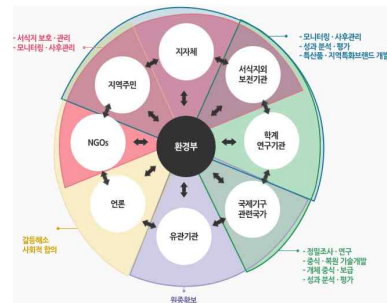 - 서식지 보호·관리
- 모니터링·사후관리
지자체
- 모니터링·사후관리
- 성과 분석·평가
- 특산품·지역특화브랜드 개발
지역주민
서식지외
보전기관
NGOs
환경부
학계
연구기관
언론
국제기구
관련국가
유관기관
갈등해소
사회적 합의
- 정밀조사·연구
- 증식·복원 기술개발
- 개체 증식·보급
- 성과 분석·평가
원종확보